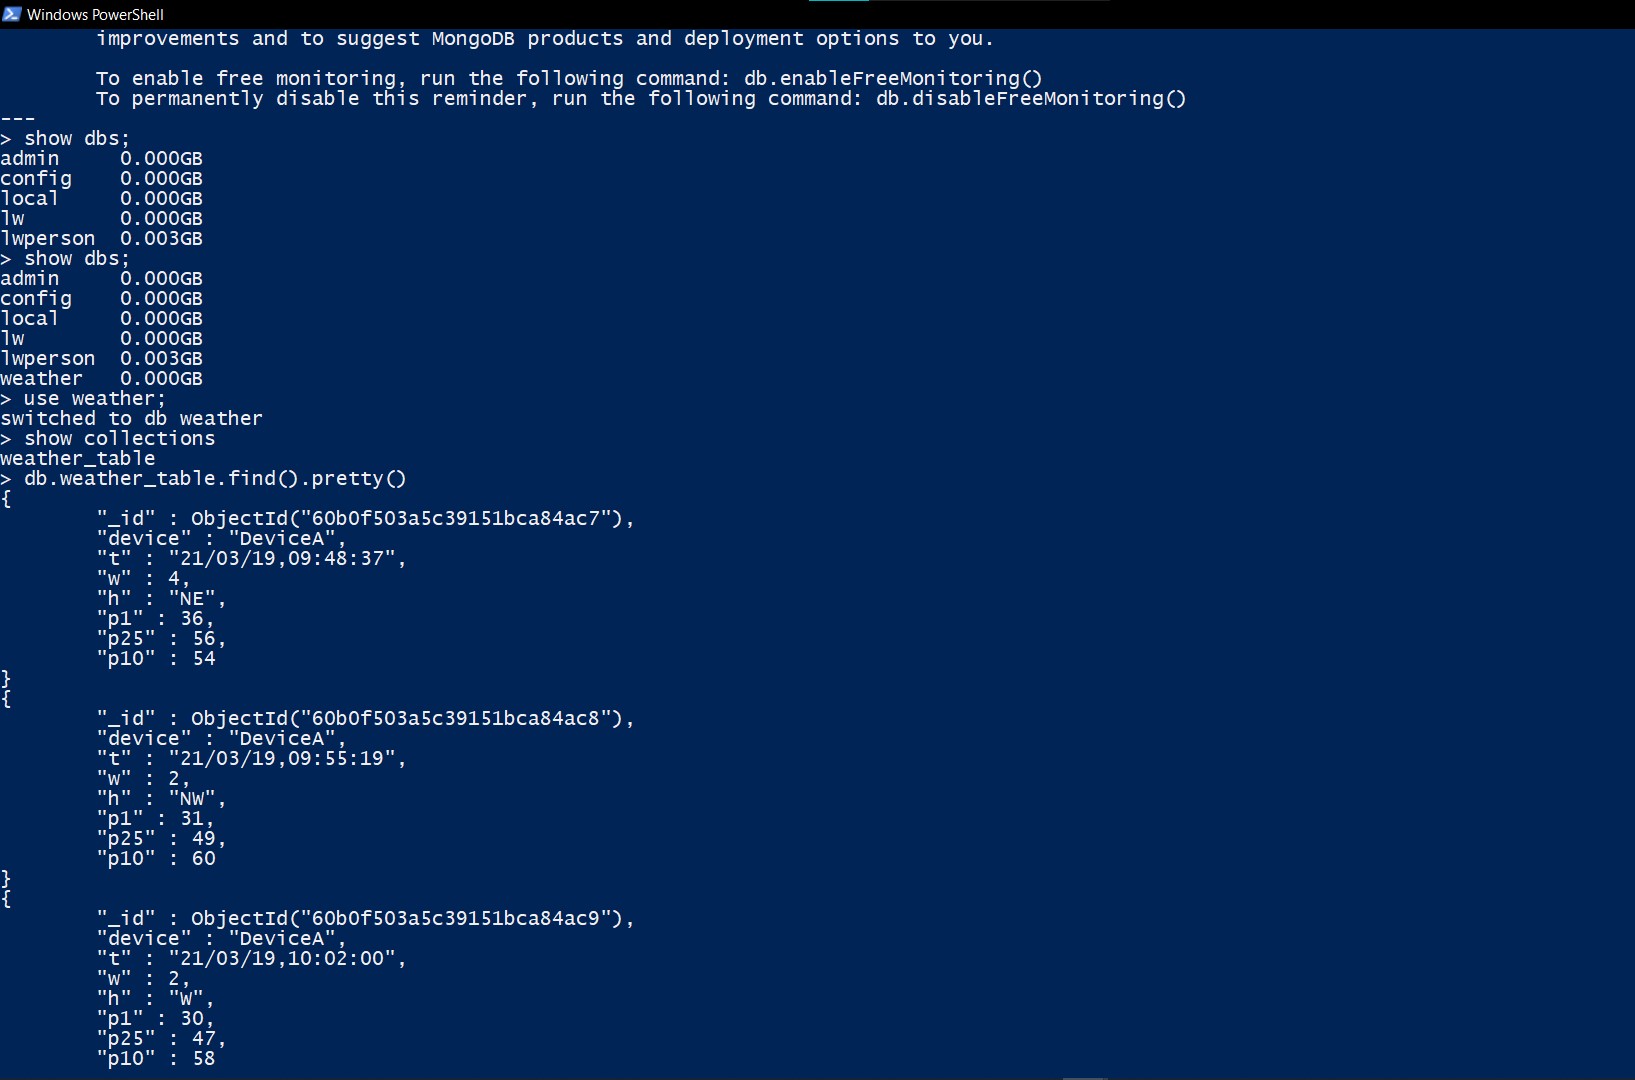 Windows PowerShell
improvements and to suggest MongoDB products and deployment options to you.
To enable free monitoring, run the following command: db.enableFreeMonitoring()
To permanently disable this reminder, run the following command: db.disableFreeMonitoring()
---
> show dbs;
admin     0.000GB
config    0.000GB
local     0.000GB
lw        0.000GB
lwperson  0.003GB
> show dbs;
admin     0.000GB
config    0.000GB
local     0.000GB
lw        0.000GB
lwperson  0.003GB
weather   0.000GB
> use weather;
switched to db weather
> show collections
weather_table
> db.weather_table.find().pretty()
{
"_id" : ObjectId("60b0f503a5c39151bca84ac7"),
"device" : "DeviceA",
"t" : "21/03/19,09:48:37",
"w" : 4,
"h" : "NE",
"p1" : 36,
"p25" : 56,
"p10" : 54
}
{
"_id" : ObjectId("60b0f503a5c39151bca84ac8"),
"device" : "DeviceA",
"t" : "21/03/19,09:55:19",
"w" : 2,
"h" : "NW",
"p1" : 31,
"p25" : 49,
"p10" : 60
}
{
"_id" : ObjectId("60b0f503a5c39151bca84ac9"),
"device" : "DeviceA",
"t" : "21/03/19,10:02:00",
"w" : 2,
"h" : "W",
"p1" : 30,
"p25" : 47,
"p10" : 58